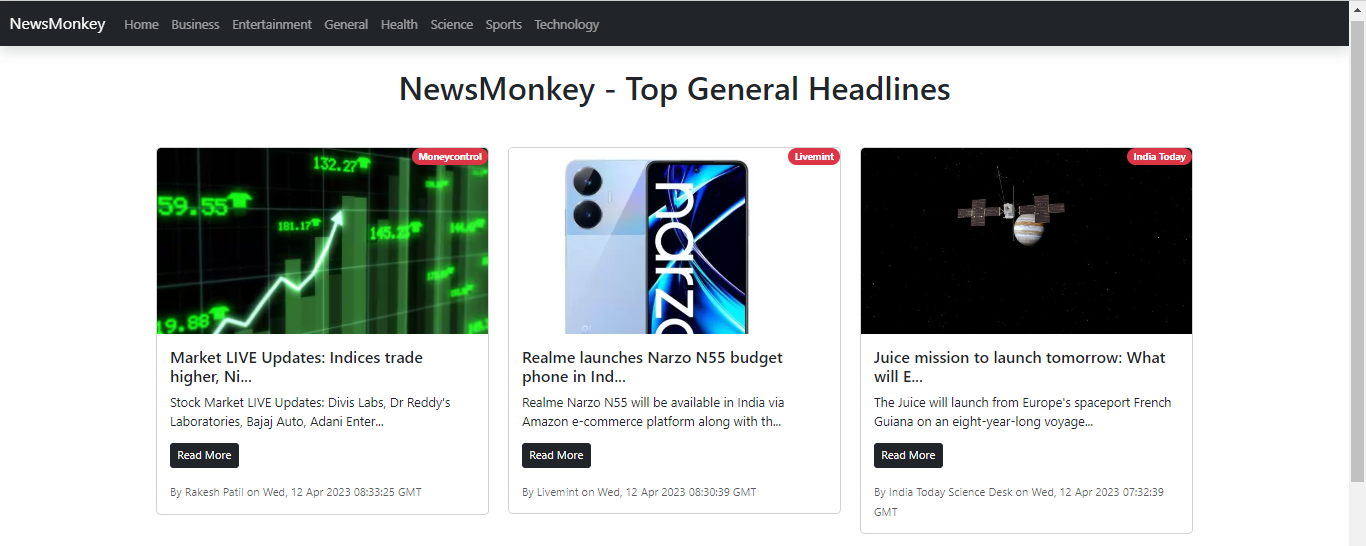 NewsMonkey Home Business Entertainment General Health Science Sports Technology
NewsMonkey - Top General Headlines
Moneycontrol
132.27
59.55
181.17
145.23
19.88
Market LIVE Updates: Indices trade
higher, Ni...
Stock Market LIVE Updates: Divis Labs, Dr Reddy's
Laboratories, Bajaj Auto, Adani Enter...
Read More
By Rakesh Patil on Wed, 12 Apr 2023 08:33:25 GMT
Livemint
narzo
Realme launches Narzo N55 budget
phone in Ind...
Realme Narzo N55 will be available in India via
Amazon e-commerce platform along with th...
Read More
By Livemint on Wed, 12 Apr 2023 08:30:39 GMT
India Today
Juice mission to launch tomorrow: What
will E...
The Juice will launch from Europe's spaceport French
Guiana on an eight-year-long voyage...
Read More
By India Today Science Desk on Wed, 12 Apr 2023 07:32:39
GMT